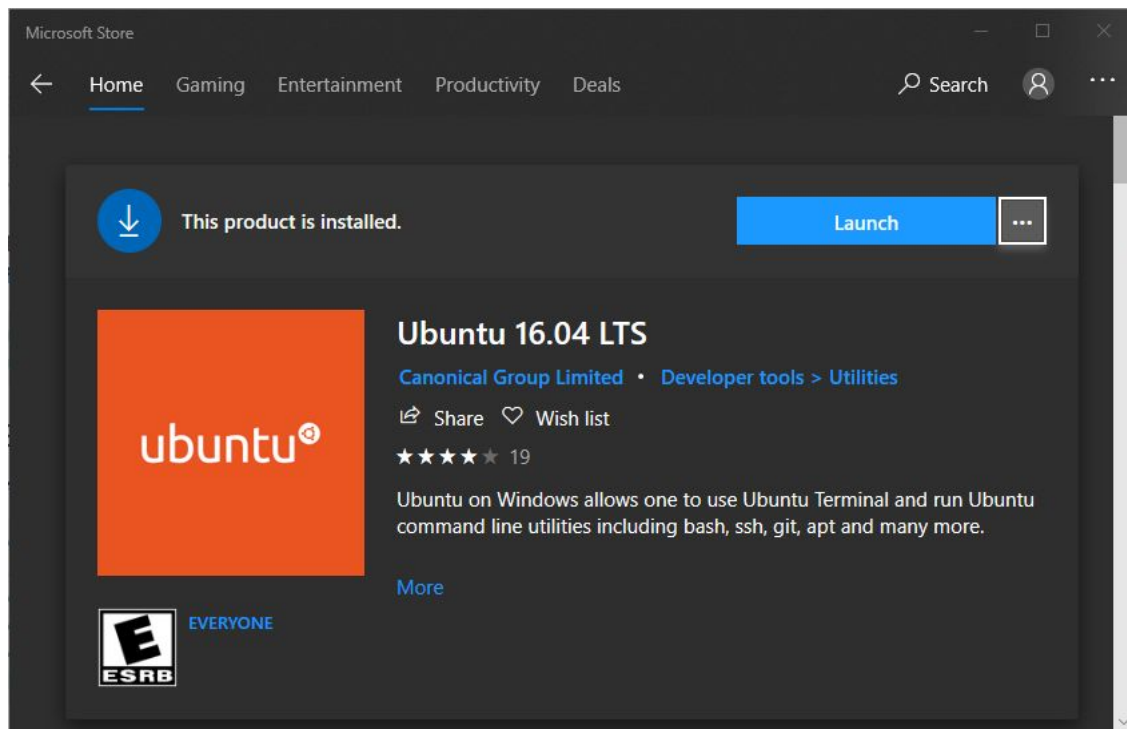 Microsoft Store
Home Gaming Entertainment Productivity Deals Search
This product is installed. Launch
Ubuntu 16.04 LTS
Canonical Group Limited • Developer tools > Utilities
Share Wish list
19
Ubuntu on Windows allows one to use Ubuntu Terminal and run Ubuntu
command line utilities including bash, ssh, git, apt and many more.
More
ubuntu
EVERYONE
E
ESRB